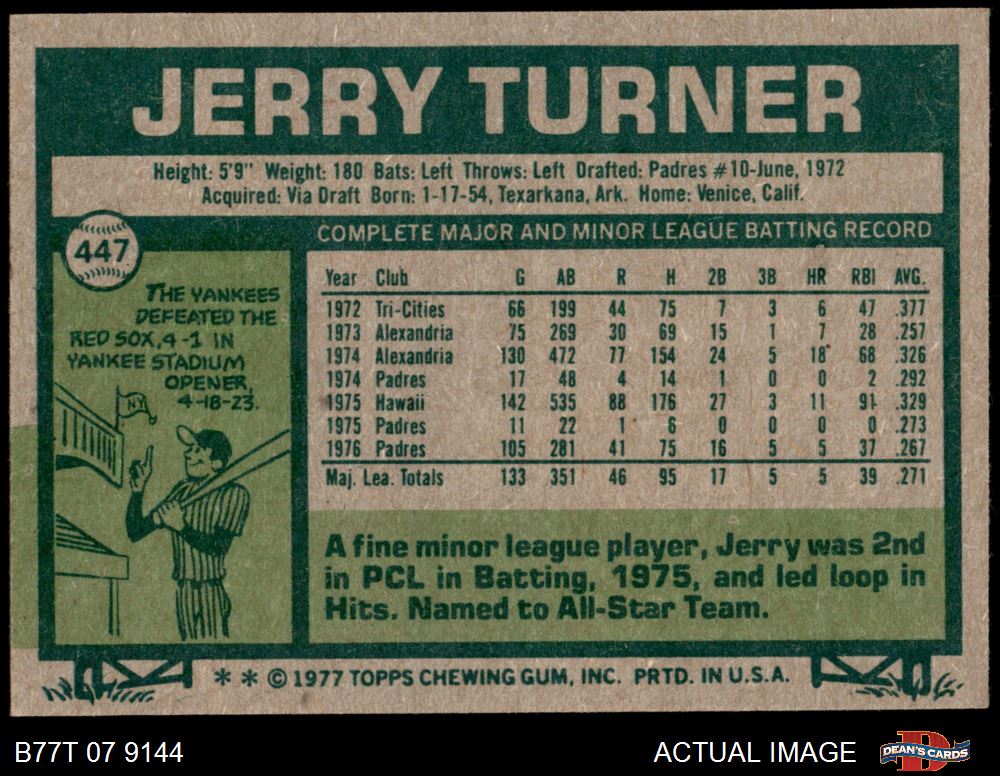 JERRY TURNER
Height: 5'9" Weight: 180 Bats: Left Throws: Left Drafted: Padres #10-June, 1972
Acquired: Via Draft Born: 1-17-54, Texarkana, Ark. Home: Venice, Calif.
447
THE YANKEES
DEFEATED THE
RED SOX, 4-1 IN
YANKEE STADIUM
OPENER,
4-18-23.
NY
COMPLETE MAJOR AND MINOR LEAGUE BATTING RECORD
Year Club G AB R H 2B 3B HR RBI AVG.
1972 Tri-Cities 66 199 44 75 7 3 6 47 .377
1973 Alexandria 75 269 30 69 15 1 7 28 .257
1974 Alexandria 130 472 77 154 24 5 18 68 .326
1974 Padres 17 48 4 14 1 0 0 2 .292
1975 Hawaii 142 535 88 176 27 3 11 91 .329
1975 Padres 11 22 1 6 0 0 0 0 .273
1976 Padres 105 281 41 75 16 5 5 37 .267
Maj. Lea. Totals 133 351 46 95 17 5 5 39 .271
A fine minor league player, Jerry was 2nd
in PCL in Batting, 1975, and led loop in
Hits. Named to All-Star Team.
** © 1977 TOPPS CHEWING GUM, INC. PRTD. IN U.S.A.
B77T 07 9144
ACTUAL IMAGE
DEAN'S CARDS